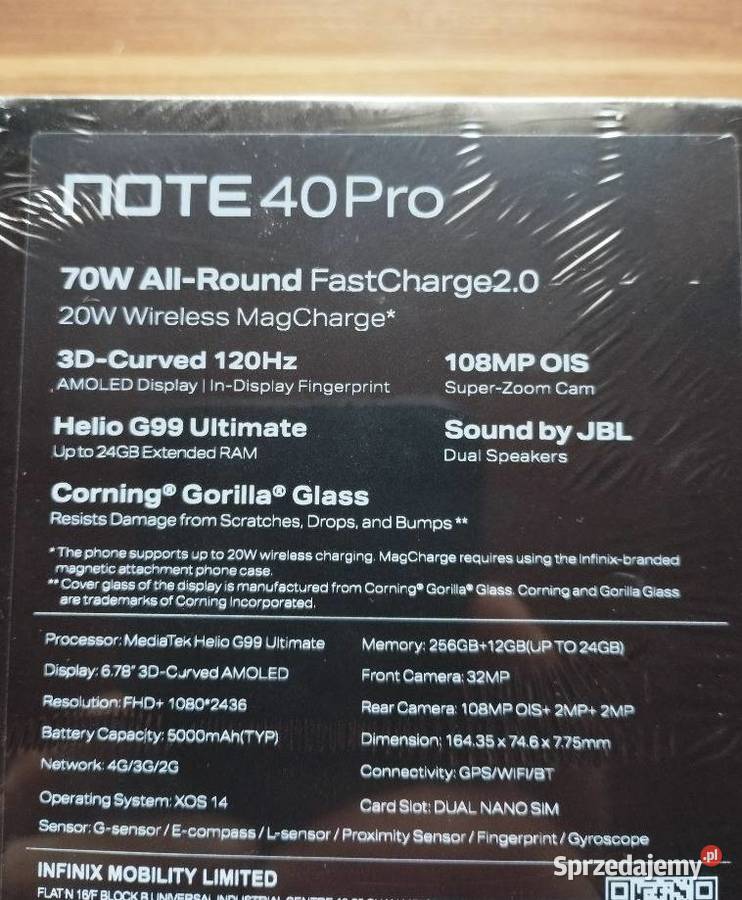 NOTE 40Pro
70W All-Round FastCharge2.0
20W Wireless MagCharge*
3D-Curved 120Hz
AMOLED Display | In-Display Fingerprint
108MP OIS
Super-Zoom Cam
Helio G99 Ultimate
Up to 24GB Extended RAM
Sound by JBL
Dual Speakers
Corning® Gorilla® Glass
Resists Damage from Scratches, Drops, and Bumps **
*The phone supports up to 20W wireless charging. MagCharge requires using the Infinix-branded
magnetic attachment phone case.
**Cover glass of the display is manufactured from Corning® Gorilla® Glass. Corning and Gorilla Glass
are trademarks of Corning Incorporated.
Processor: MediaTek Helio G99 Ultimate
Memory: 256GB+12GB(UP TO 24GB)
Display: 6.78" 3D-Curved AMOLED
Front Camera: 32MP
Resolution: FHD+ 1080*2436
Rear Camera: 108MP OIS+ 2MP+ 2MP
Battery Capacity: 5000mAh(TYP)
Dimension: 164.35 x 74.6 x 7.75mm
Network: 4G/3G/2G
Connectivity: GPS/WIFI/BT
Operating System: XOS 14
Card Slot: DUAL NANO SIM
Sensor: G-sensor / E-compass / L-sensor / Proximity Sensor / Fingerprint / Gyroscope
INFINIX MOBILITY LIMITED
FLAT N 16/F BLOCK B UNIVERSAL INDUSTRIAL CENTRE
Sprzedajemy.pl